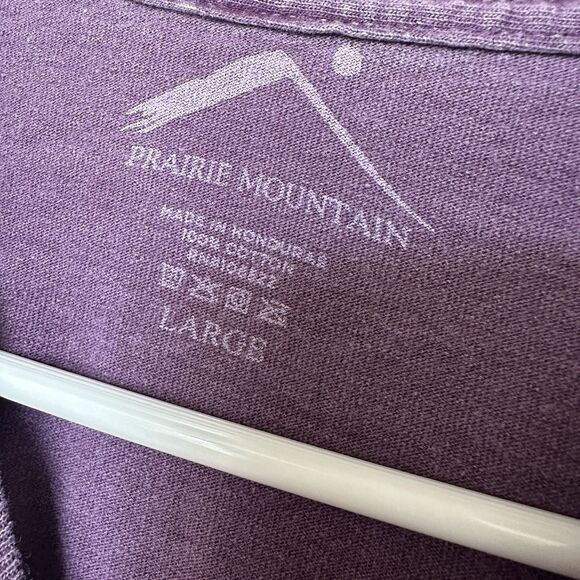 PRAIRIE MOUNTAIN
MADE IN HONDURAS
100% COTTON
LARGE